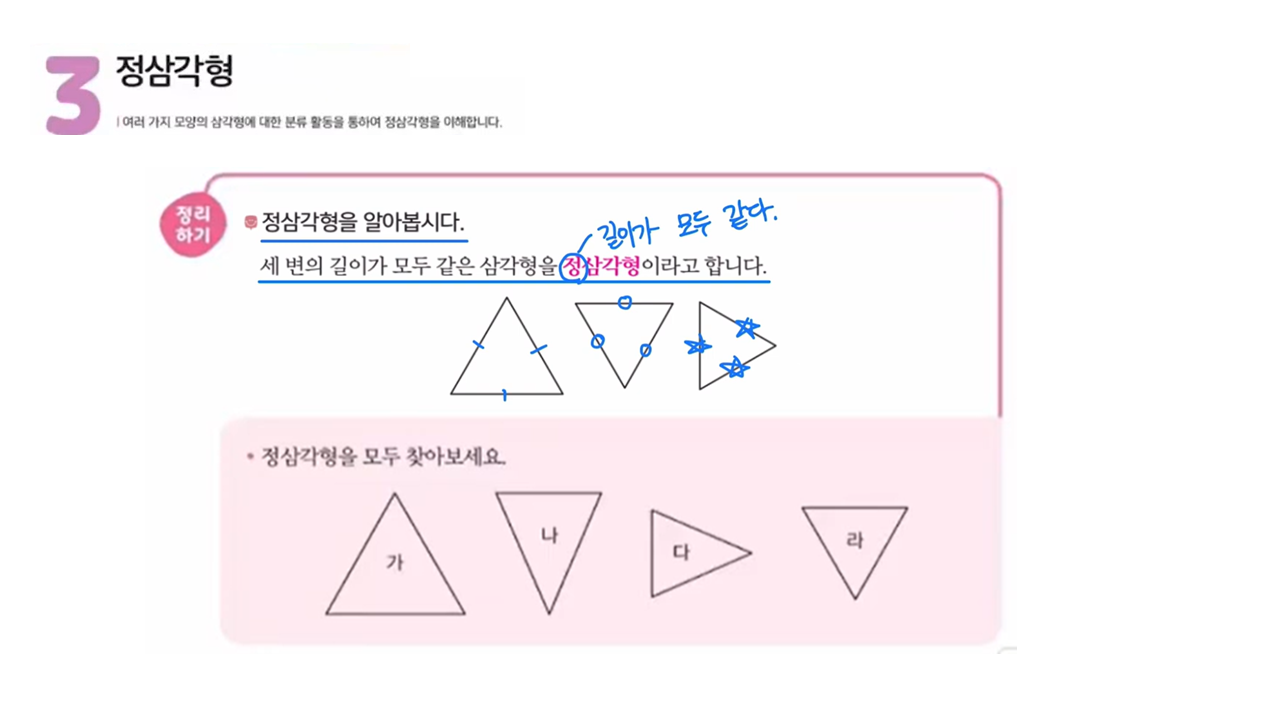 3 정삼각형
여러 가지 모양의 삼각형에 대한 분류 활동을 통하여 정삼각형을 이해합니다.
정리
하기
정삼각형을 알아봅시다.
길이가 모두 같다.
세 변의 길이가 모두 같은 삼각형을 정삼각형이라고 합니다.
• 정삼각형을 모두 찾아보세요.
가 나 다 라